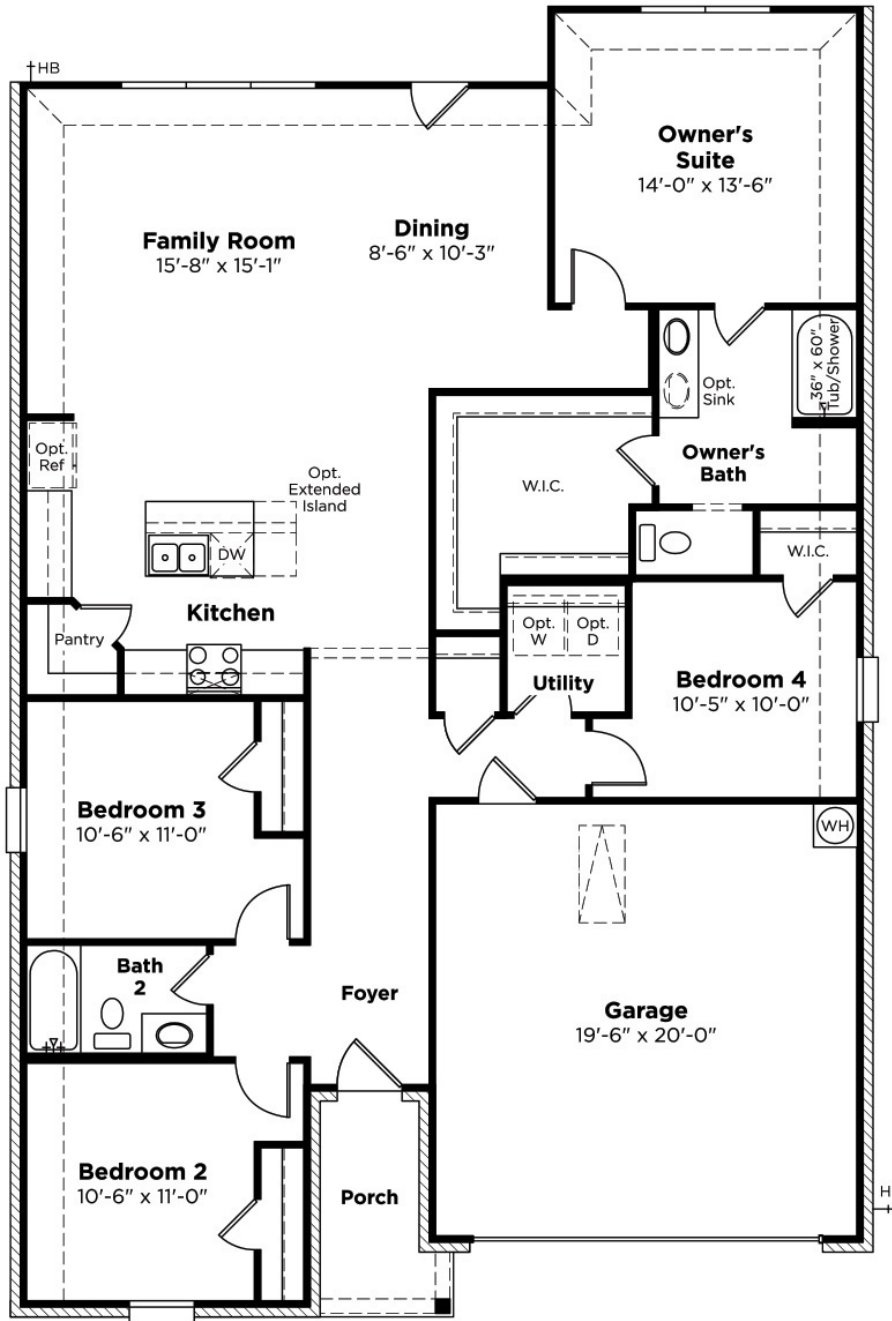 HB
Owner's
Suite
14'-0" x 13'-6"
Family Room
15'-8" x 15'-1"
Dining
8'-6" x 10'-3"
36" x 60"
Tub/Shower
Opt.
Sink
Opt.
Ref
Owner's
Bath
Opt.
Extended
Island
W.I.C.
DW
W.I.C.
Kitchen
Pantry
Opt.
W
Opt.
D
Utility
Bedroom 4
10'-5" x 10'-0"
Bedroom 3
10'-6" x 11'-0"
WH
Bath
2
Foyer
Garage
19'-6" x 20'-0"
Bedroom 2
10'-6" x 11'-0"
Porch
H